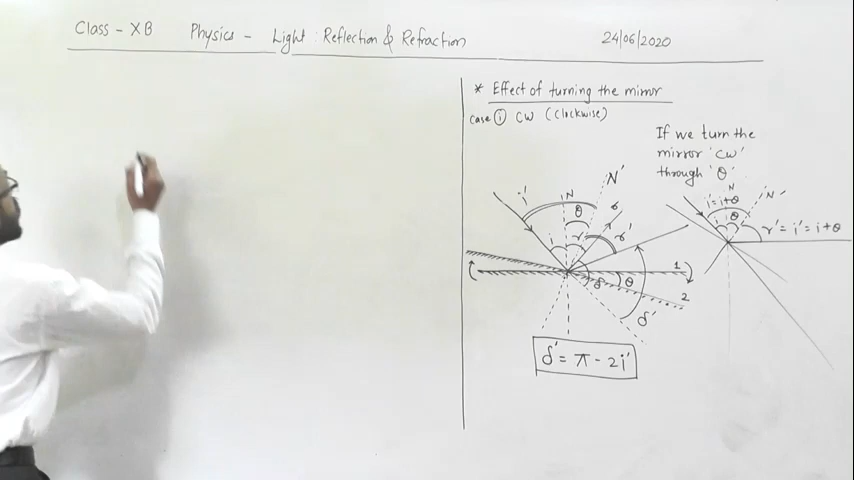 Class - XB Physics - Light : Reflection & Refraction 24/06/2020
* Effect of turning the mirror
case ① CW (Clockwise)
If we turn the
mirror 'CW'
through 'θ'
N'
i'
N
θ
r
r'
i
1
δ
θ
2
δ'
δ' = π - 2i'
N
N'
i' = i+θ
θ
r' = i' = i+θ